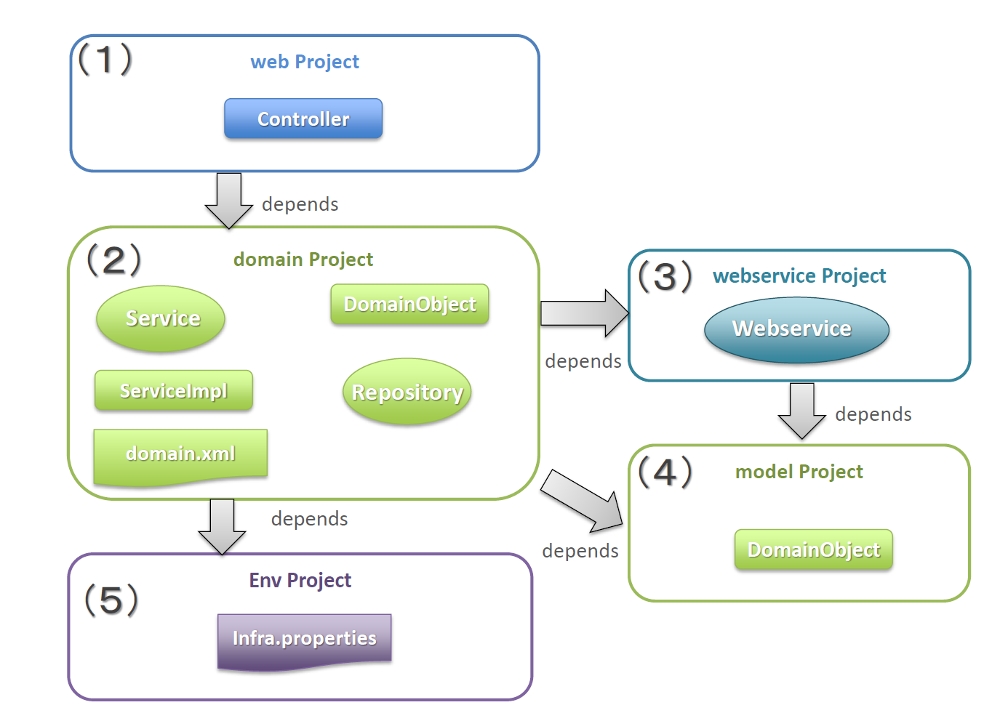 （１）
web Project
Controller
depends
（２）
domain Project
Service
DomainObject
ServiceImpl
Repository
domain.xml
depends
（３）
webservice Project
Webservice
depends
depends
（４）
model Project
DomainObject
depends
（５）
Env Project
Infra.properties